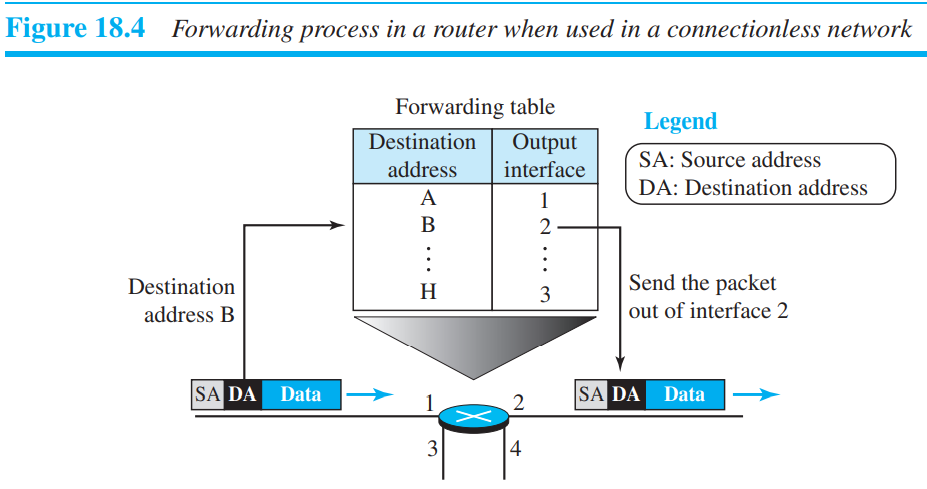 Figure 18.4 Forwarding process in a router when used in a connectionless network
Forwarding table
Legend
Destination address
Output interface
SA: Source address
DA: Destination address
A 1
B 2
⋮ ⋮
H 3
Destination
address B
Send the packet
out of interface 2
SA DA Data
SA DA Data
1 2
3 4